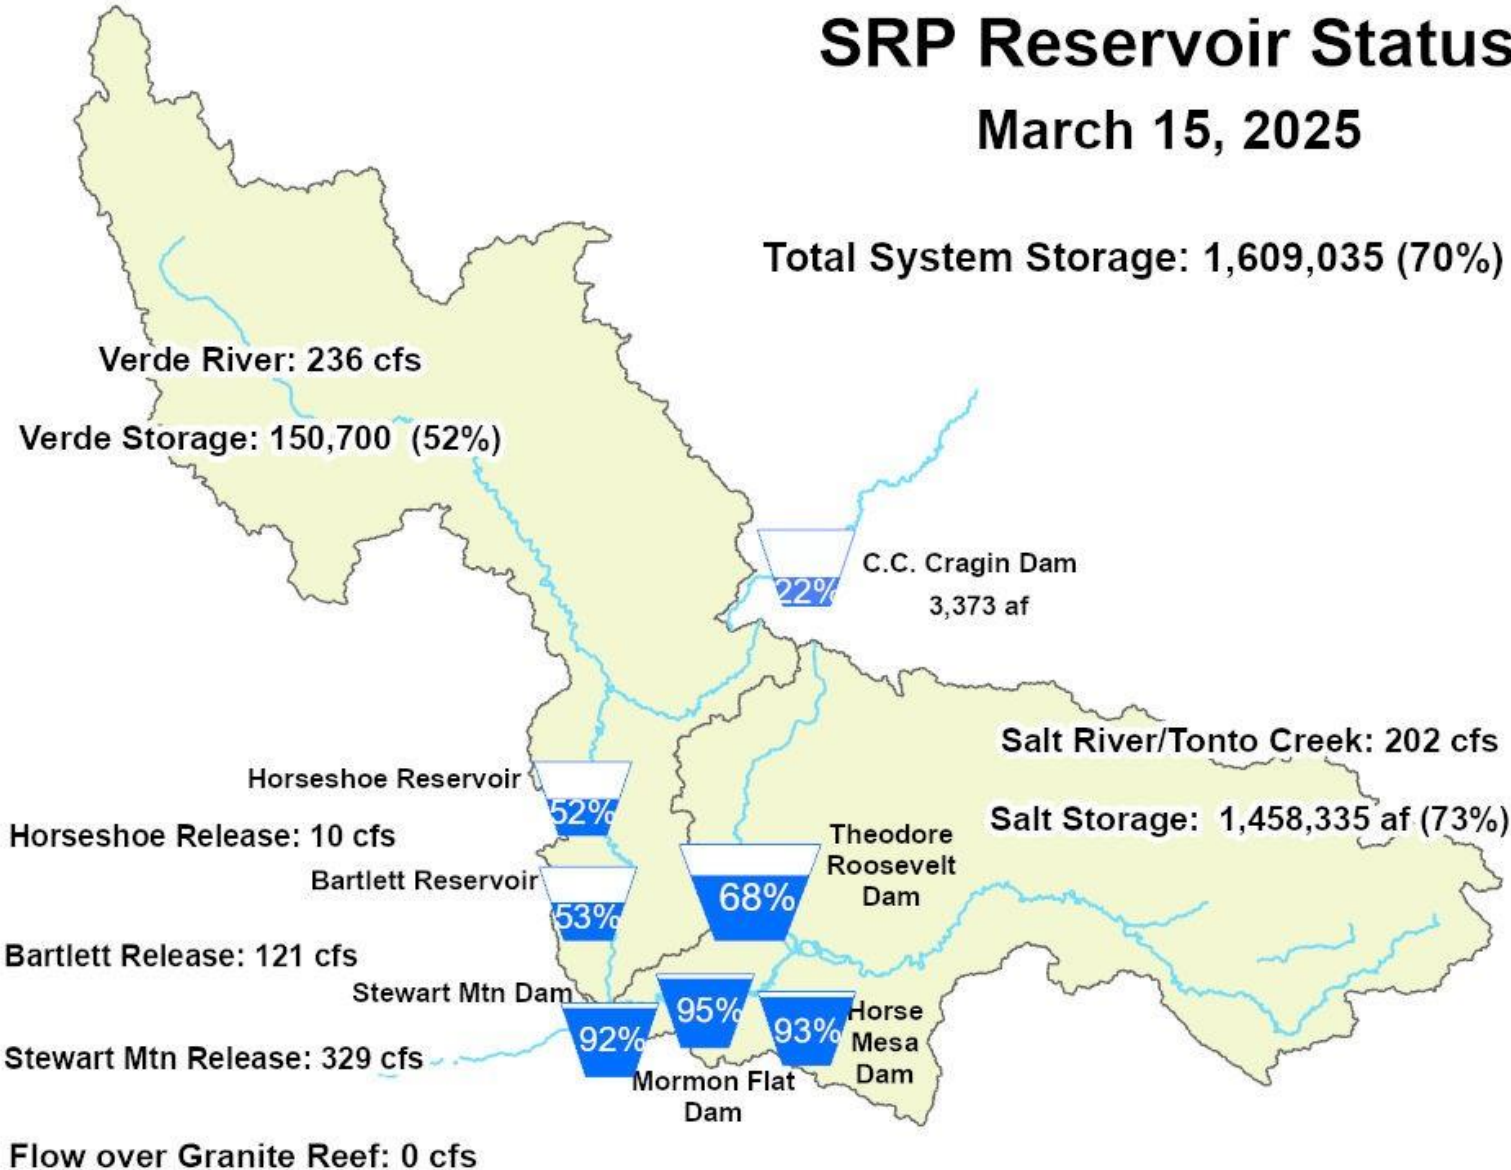 SRP Reservoir Status
March 15, 2025
Total System Storage: 1,609,035 (70%)
Verde River: 236 cfs
Verde Storage: 150,700 (52%)
22%
C.C. Cragin Dam
3,373 af
Salt River/Tonto Creek: 202 cfs
Salt Storage: 1,458,335 af (73%)
Horseshoe Reservoir
52%
Horseshoe Release: 10 cfs
Theodore
Roosevelt
Dam
68%
Bartlett Reservoir
53%
Bartlett Release: 121 cfs
Stewart Mtn Dam
92%
95%
93%
Horse
Mesa
Dam
Stewart Mtn Release: 329 cfs
Mormon Flat
Dam
Flow over Granite Reef: 0 cfs